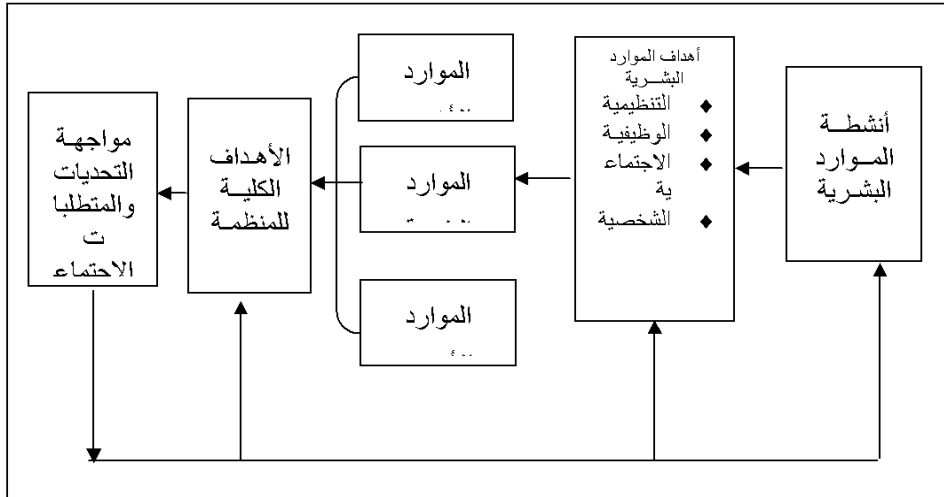 أنشطة
الموارد
البشرية
أهداف الموارد
البشرية
♦ التنظيمية
♦ الوظيفية
♦ الاجتماع
ية
♦ الشخصية
الموارد
الموارد
الموارد
الأهداف
الكلية
للمنظمة
مواجهة
التحديات
والمتطلبا
ت
الاجتماع